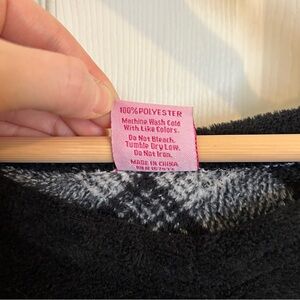 100% POLYESTER
Machine Wash Cold
With Like Colors.
Do Not Bleach.
Tumble Dry Low.
Do Not Iron.
MADE IN CHINA